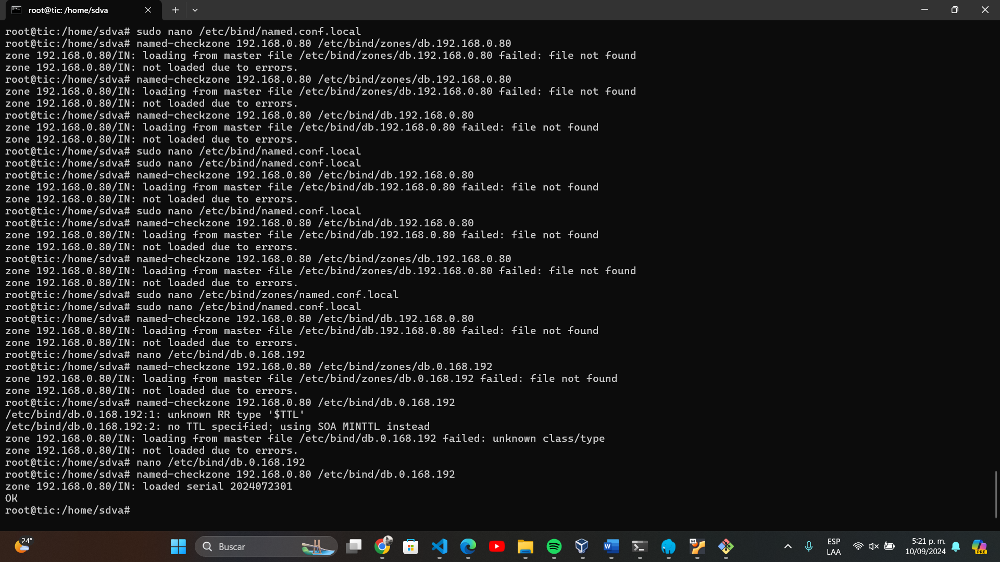 root@tic: /home/sdva
root@tic:/home/sdva# sudo nano /etc/bind/named.conf.local
root@tic:/home/sdva# named-checkzone 192.168.0.80 /etc/bind/zones/db.192.168.0.80
zone 192.168.0.80/IN: loading from master file /etc/bind/zones/db.192.168.0.80 failed: file not found
zone 192.168.0.80/IN: not loaded due to errors.
root@tic:/home/sdva# named-checkzone 192.168.0.80 /etc/bind/zones/db.192.168.0.80
zone 192.168.0.80/IN: loading from master file /etc/bind/zones/db.192.168.0.80 failed: file not found
zone 192.168.0.80/IN: not loaded due to errors.
root@tic:/home/sdva# named-checkzone 192.168.0.80 /etc/bind/db.192.168.0.80
zone 192.168.0.80/IN: loading from master file /etc/bind/db.192.168.0.80 failed: file not found
zone 192.168.0.80/IN: not loaded due to errors.
root@tic:/home/sdva# sudo nano /etc/bind/named.conf.local
root@tic:/home/sdva# sudo nano /etc/bind/named.conf.local
root@tic:/home/sdva# named-checkzone 192.168.0.80 /etc/bind/db.192.168.0.80
zone 192.168.0.80/IN: loading from master file /etc/bind/db.192.168.0.80 failed: file not found
zone 192.168.0.80/IN: not loaded due to errors.
root@tic:/home/sdva# sudo nano /etc/bind/named.conf.local
root@tic:/home/sdva# named-checkzone 192.168.0.80 /etc/bind/db.192.168.0.80
zone 192.168.0.80/IN: loading from master file /etc/bind/db.192.168.0.80 failed: file not found
zone 192.168.0.80/IN: not loaded due to errors.
root@tic:/home/sdva# named-checkzone 192.168.0.80 /etc/bind/zones/db.192.168.0.80
zone 192.168.0.80/IN: loading from master file /etc/bind/zones/db.192.168.0.80 failed: file not found
zone 192.168.0.80/IN: not loaded due to errors.
root@tic:/home/sdva# sudo nano /etc/bind/zones/named.conf.local
root@tic:/home/sdva# sudo nano /etc/bind/named.conf.local
root@tic:/home/sdva# named-checkzone 192.168.0.80 /etc/bind/db.192.168.0.80
zone 192.168.0.80/IN: loading from master file /etc/bind/db.192.168.0.80 failed: file not found
zone 192.168.0.80/IN: not loaded due to errors.
root@tic:/home/sdva# nano /etc/bind/db.0.168.192
root@tic:/home/sdva# named-checkzone 192.168.0.80 /etc/bind/zones/db.0.168.192
zone 192.168.0.80/IN: loading from master file /etc/bind/zones/db.0.168.192 failed: file not found
zone 192.168.0.80/IN: not loaded due to errors.
root@tic:/home/sdva# named-checkzone 192.168.0.80 /etc/bind/db.0.168.192
/etc/bind/db.0.168.192:1: unknown RR type '$TTL'
/etc/bind/db.0.168.192:2: no TTL specified; using SOA MINTTL instead
zone 192.168.0.80/IN: loading from master file /etc/bind/db.0.168.192 failed: unknown class/type
zone 192.168.0.80/IN: not loaded due to errors.
root@tic:/home/sdva# nano /etc/bind/db.0.168.192
root@tic:/home/sdva# named-checkzone 192.168.0.80 /etc/bind/db.0.168.192
zone 192.168.0.80/IN: loaded serial 2024072301
OK
root@tic:/home/sdva#
24°
Buscar
W
64
ESP
LAA
5:21 p. m.
10/09/2024
PRE